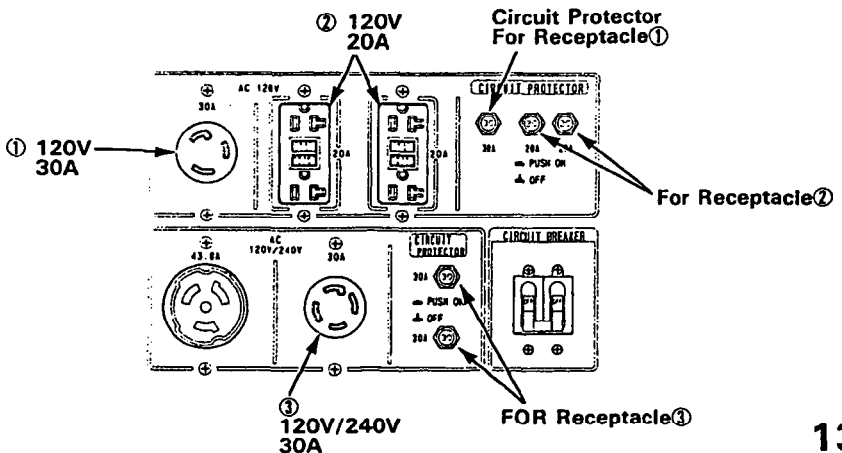 ② 120V
20A
Circuit Protector
For Receptacle①
① 120V
30A
30A
AC 120V
20A
20A
CIRCUIT PROTECTOR
30A
20A
PUSH ON
OFF
For Receptacle②
43.8A
AC
120V/240V
30A
CIRCUIT
PROTECTOR
30A
PUSH ON
OFF
30A
CIRCUIT BREAKER
③
120V/240V
30A
FOR Receptacle③
13